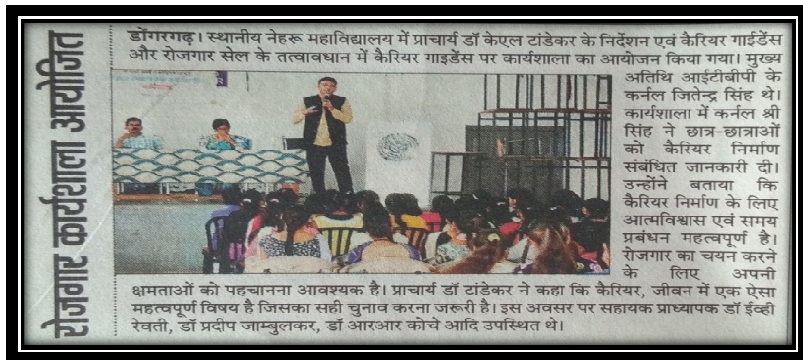 रोजगार कार्यशाला आयोजित
डोंगरगढ़। स्थानीय नेहरू महाविद्यालय में प्राचार्य डॉ केएल टांडेकर के निर्देशन एवं कैरियर गाईडेंस
और रोजगार सेल के तत्वावधान में कैरियर गाइडेंस पर कार्यशाला का आयोजन किया गया। मुख्य
अतिथि आईटीबीपी के
कर्नल जितेन्द्र सिंह थे।
कार्यशाला में कर्नल श्री
सिंह ने छात्र-छात्राओं
को कैरियर निर्माण
संबंधित जानकारी दी।
उन्होंने बताया कि
कैरियर निर्माण के लिए
आत्मविश्वास एवं समय
प्रबंधन महत्वपूर्ण है।
रोजगार का चयन करने
के लिए अपनी
क्षमताओं को पहचानना आवश्यक है। प्राचार्य डॉ टांडेकर ने कहा कि कैरियर, जीवन में एक ऐसा
महत्वपूर्ण विषय है जिसका सही चुनाव करना जरूरी है। इस अवसर पर सहायक प्राध्यापक डॉ ईव्ही
रेवती, डॉ प्रदीप जाम्बुलकर, डॉ आरआर कोचे आदि उपस्थित थे।